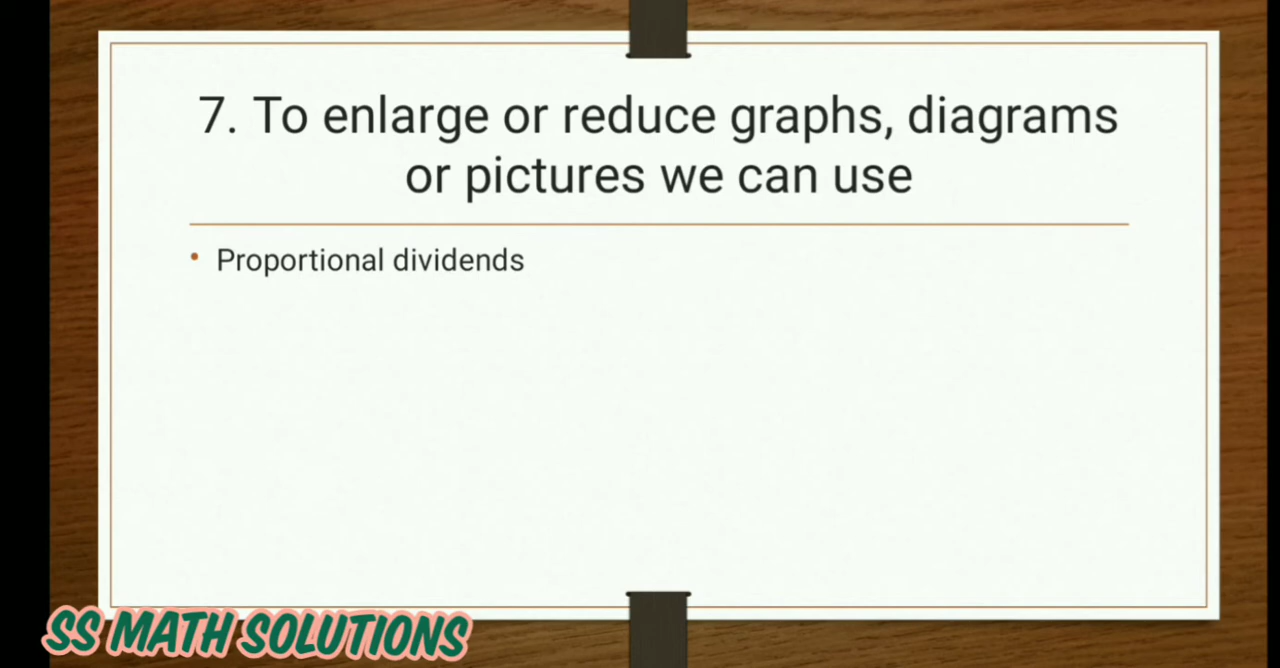 7. To enlarge or reduce graphs, diagrams
or pictures we can use
• Proportional dividends
SS MATH SOLUTIONS